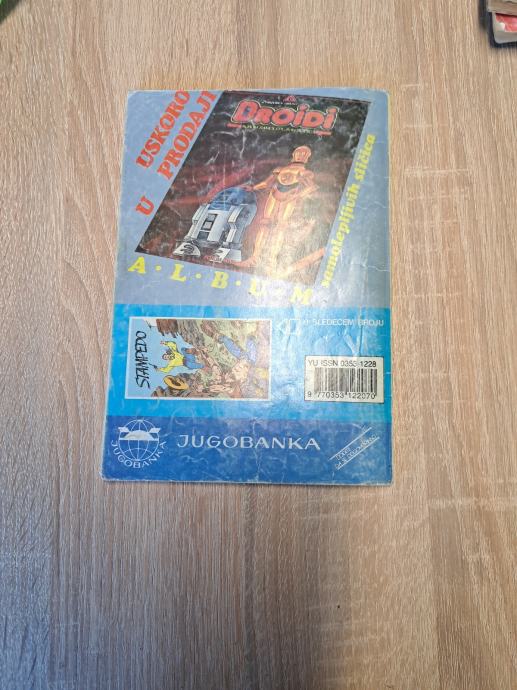 USKORO
U PRODAJI
DROIDI
samolepljivih sličica
A·L·B·U·M
U SLEDEĆEM BROJU
STAMPEDO
YU ISSN 0353-1228
9 770353 122070
JUGOBANKA
JUGOBANKA